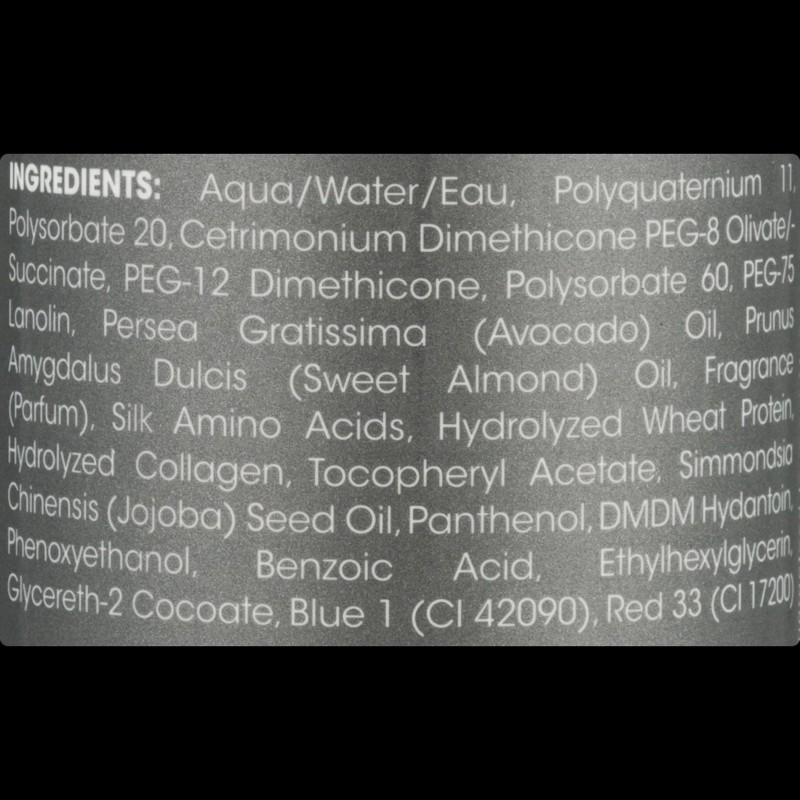 INGREDIENTS: Aqua/Water/Eau, Polyquaternium 11,
Polysorbate 20, Cetrimonium Dimethicone PEG-8 Olivate/-
Succinate, PEG-12 Dimethicone, Polysorbate 60, PEG-75
Lanolin, Persea Gratissima (Avocado) Oil, Prunus
Amygdalus Dulcis (Sweet Almond) Oil, Fragrance
(Parfum), Silk Amino Acids, Hydrolyzed Wheat Protein,
Hydrolyzed Collagen, Tocopheryl Acetate, Simmondsia
Chinensis (Jojoba) Seed Oil, Panthenol, DMDM Hydantoin,
Phenoxyethanol, Benzoic Acid, Ethylhexylglycerin,
Glycereth-2 Cocoate, Blue 1 (CI 42090), Red 33 (CI 17200)